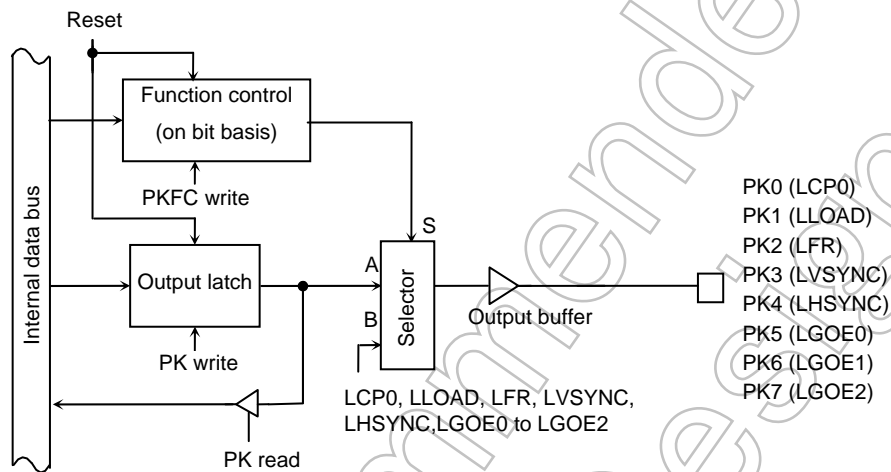 Reset
Function control
(on bit basis)
PKFC write
Internal data bus
Output latch
PK write
PK read
S
A
B
Selector
Output buffer
LCP0, LLOAD, LFR, LVSYNC,
LHSYNC,LGOE0 to LGOE2
PK0 (LCP0)
PK1 (LLOAD)
PK2 (LFR)
PK3 (LVSYNC)
PK4 (LHSYNC)
PK5 (LGOE0)
PK6 (LGOE1)
PK7 (LGOE2)